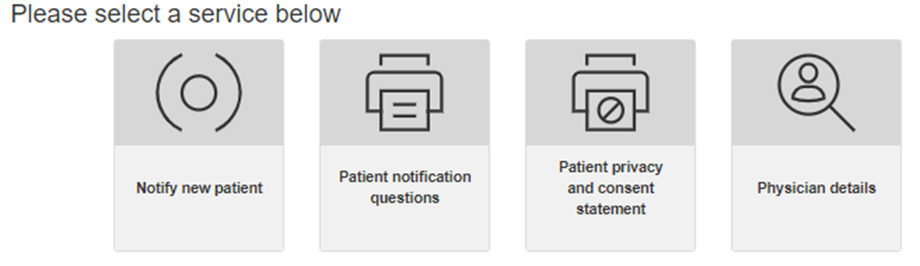 Please select a service below
Notify new patient
Patient notification
questions
Patient privacy
and consent
statement
Physician details